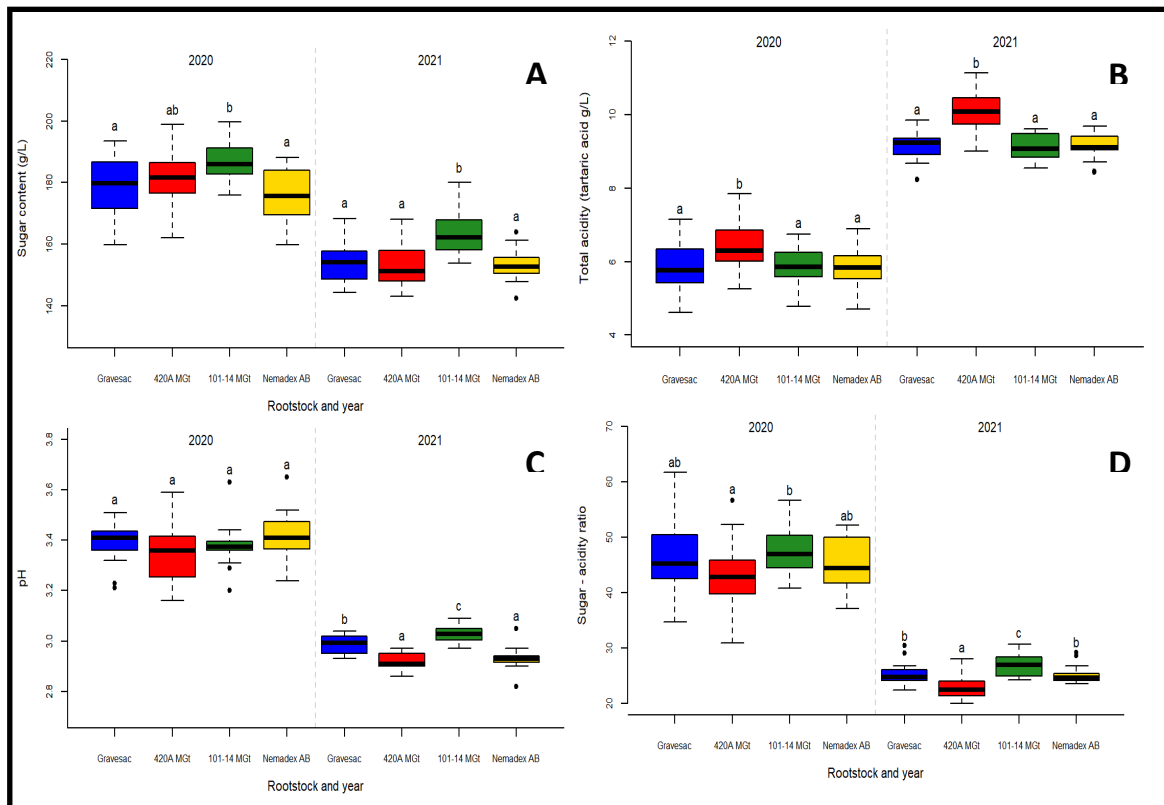 A
2020
2021
a
ab
b
a
a
a
b
a
220
200
180
160
140
Sugar content (g/L)
Gravesac
420A MGt
101-14 MGt
Nemadex AB
Gravesac
420A MGt
101-14 MGt
Nemadex AB
Rootstock and year
B
2020
2021
a
b
a
a
a
b
a
a
12
10
8
6
4
Total acidity (tartaric acid g/L)
Gravesac
420A MGt
101-14 MGt
Nemadex AB
Gravesac
420A MGt
101-14 MGt
Nemadex AB
C
2020
2021
a
a
a
a
b
a
c
a
3.8
3.6
3.4
3.2
3.0
2.8
pH
Gravesac
420A MGt
101-14 MGt
Nemadex AB
Gravesac
420A MGt
101-14 MGt
Nemadex AB
Rootstock and year
D
2020
2021
ab
a
b
ab
b
a
c
b
70
60
50
40
30
20
Sugar - acidity ratio
Gravesac
420A MGt
101-14 MGt
Nemadex AB
Gravesac
420A MGt
101-14 MGt
Nemadex AB
Rootstock and year